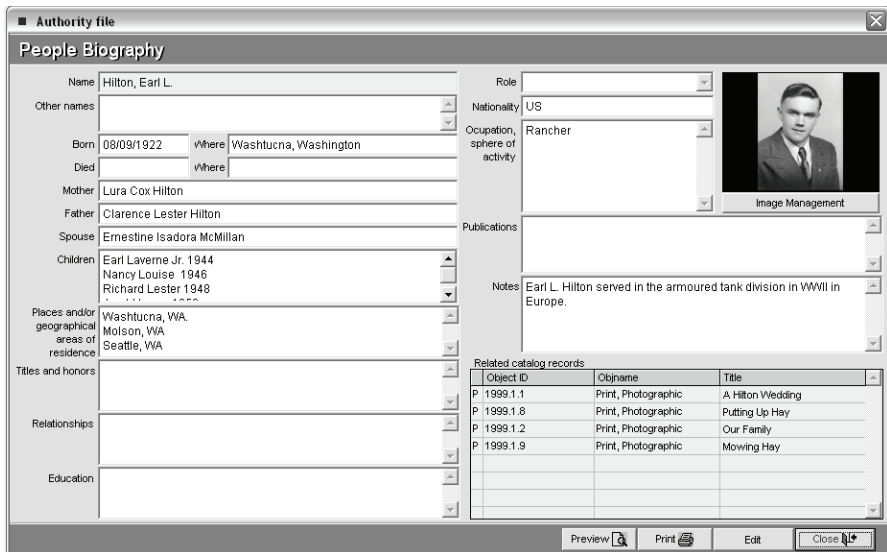 Authority file
People Biography
Name Hilton, Earl L.
Other names
Born 08/09/1922 Where Washtucna, Washington
Died Where
Mother Lura Cox Hilton
Father Clarence Lester Hilton
Spouse Ernestine Isadora McMillan
Children Earl Laverne Jr. 1944
Nancy Louise 1946
Richard Lester 1948
Places and/or geographical areas of residence
Washtucna, WA.
Molson, WA
Seattle, WA
Titles and honors
Relationships
Education
Role
Nationality US
Ocupation, sphere of activity
Rancher
Image Management
Publications
Notes Earl L. Hilton served in the armoured tank division in WWII in
Europe.
Related catalog records
Object ID Objname Title
P 1999.1.1 Print, Photographic A Hilton Wedding
P 1999.1.8 Print, Photographic Putting Up Hay
P 1999.1.2 Print, Photographic Our Family
P 1999.1.9 Print, Photographic Mowing Hay
Preview Print Edit Close